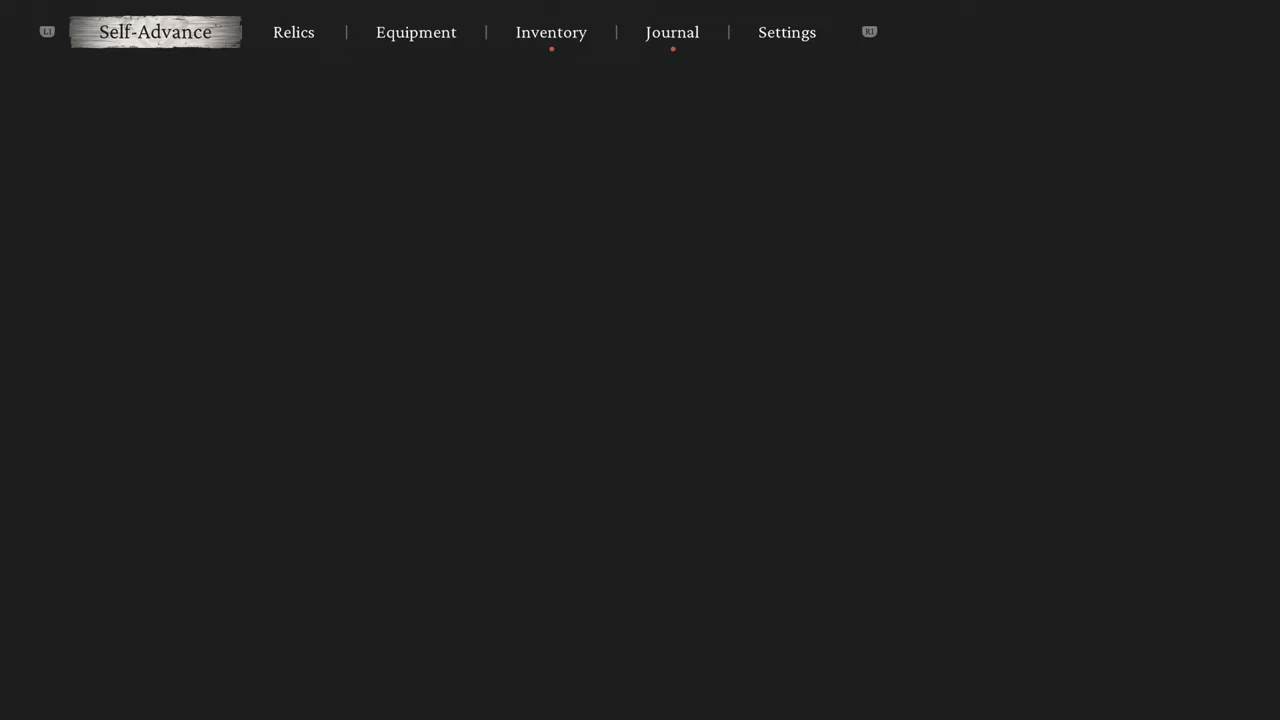 L1 Self-Advance Relics | Equipment | Inventory | Journal | Settings R1